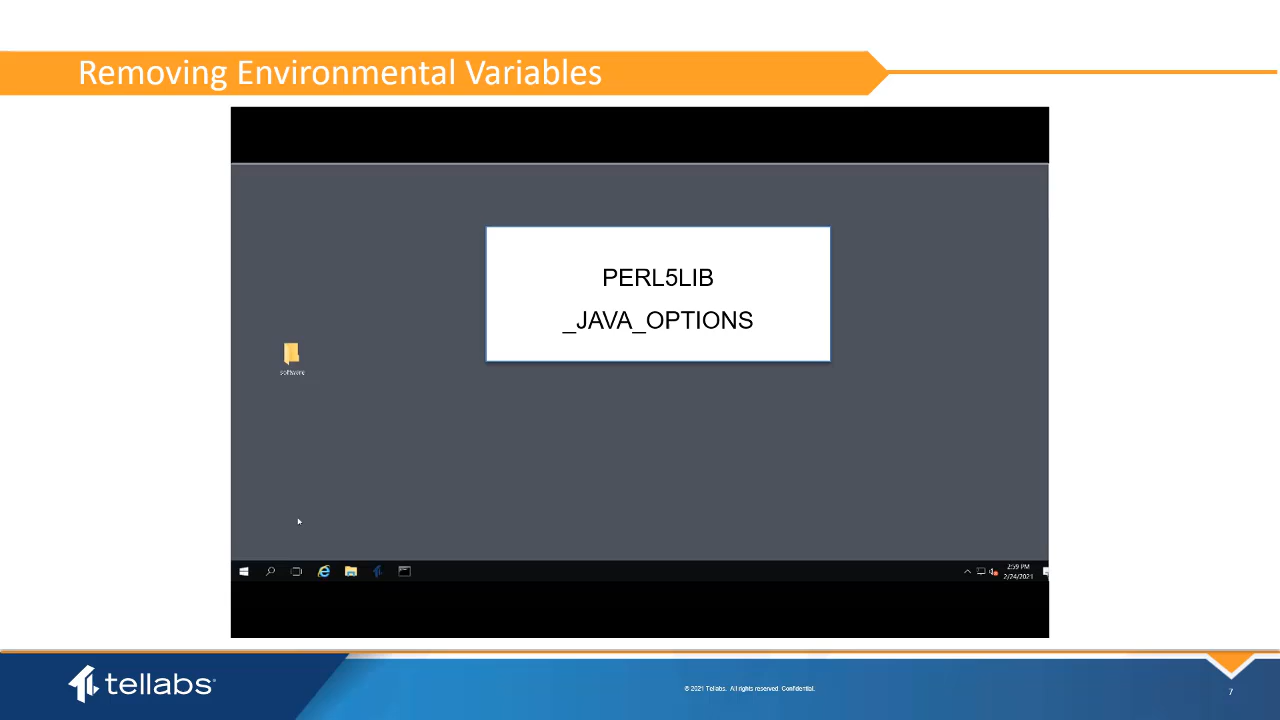 Removing Environmental Variables
PERL5LIB
_JAVA_OPTIONS
software
2:59 PM
2/24/2021
tellabs®
© 2021 Tellabs. All rights reserved. Confidential.
7